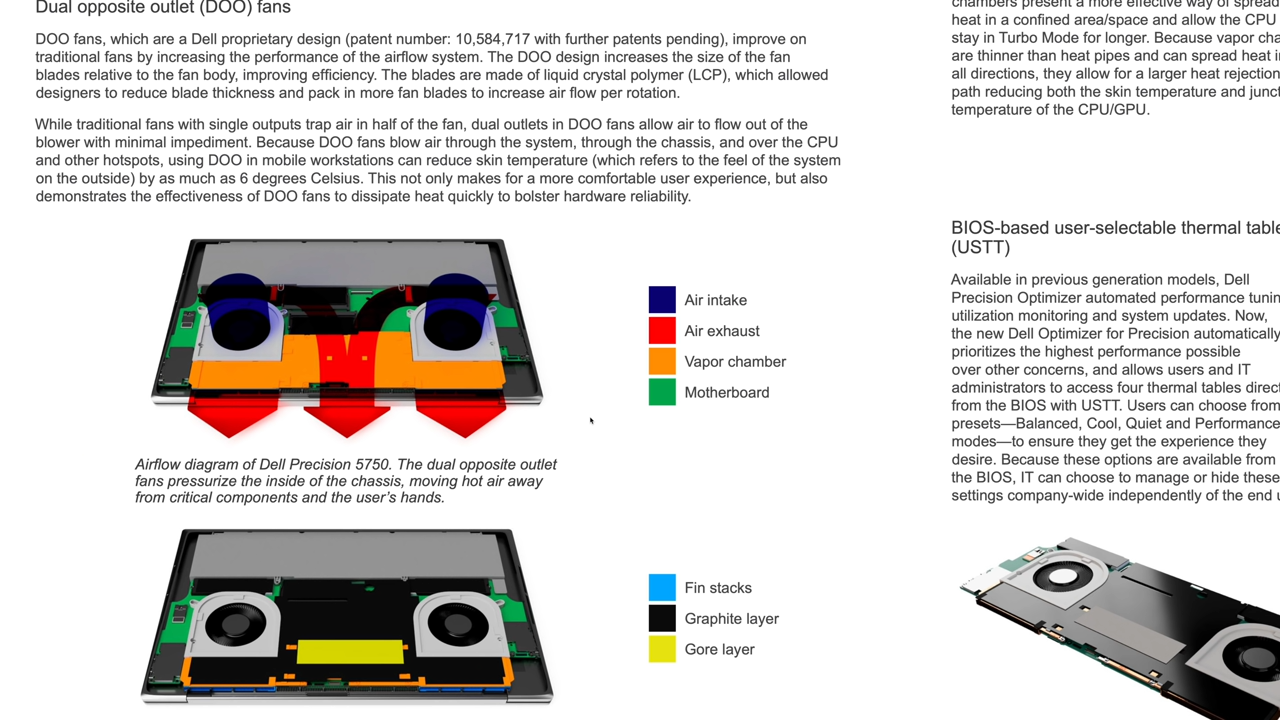 Dual opposite outlet (DOO) fans
DOO fans, which are a Dell proprietary design (patent number: 10,584,717 with further patents pending), improve on
traditional fans by increasing the performance of the airflow system. The DOO design increases the size of the fan
blades relative to the fan body, improving efficiency. The blades are made of liquid crystal polymer (LCP), which allowed
designers to reduce blade thickness and pack in more fan blades to increase air flow per rotation.
While traditional fans with single outputs trap air in half of the fan, dual outlets in DOO fans allow air to flow out of the
blower with minimal impediment. Because DOO fans blow air through the system, through the chassis, and over the CPU
and other hotspots, using DOO in mobile workstations can reduce skin temperature (which refers to the feel of the system
on the outside) by as much as 6 degrees Celsius. This not only makes for a more comfortable user experience, but also
demonstrates the effectiveness of DOO fans to dissipate heat quickly to bolster hardware reliability.
Air intake
Air exhaust
Vapor chamber
Motherboard
Airflow diagram of Dell Precision 5750. The dual opposite outlet
fans pressurize the inside of the chassis, moving hot air away
from critical components and the user's hands.
Fin stacks
Graphite layer
Gore layer
chambers present a more effective way of spread
heat in a confined area/space and allow the CPU
stay in Turbo Mode for longer. Because vapor cha
are thinner than heat pipes and can spread heat i
all directions, they allow for a larger heat rejection
path reducing both the skin temperature and junct
temperature of the CPU/GPU.
BIOS-based user-selectable thermal table
(USTT)
Available in previous generation models, Dell
Precision Optimizer automated performance tunin
utilization monitoring and system updates. Now,
the new Dell Optimizer for Precision automatically
prioritizes the highest performance possible
over other concerns, and allows users and IT
administrators to access four thermal tables direct
from the BIOS with USTT. Users can choose from
presets—Balanced, Cool, Quiet and Performance
modes—to ensure they get the experience they
desire. Because these options are available from
the BIOS, IT can choose to manage or hide these
settings company-wide independently of the end u